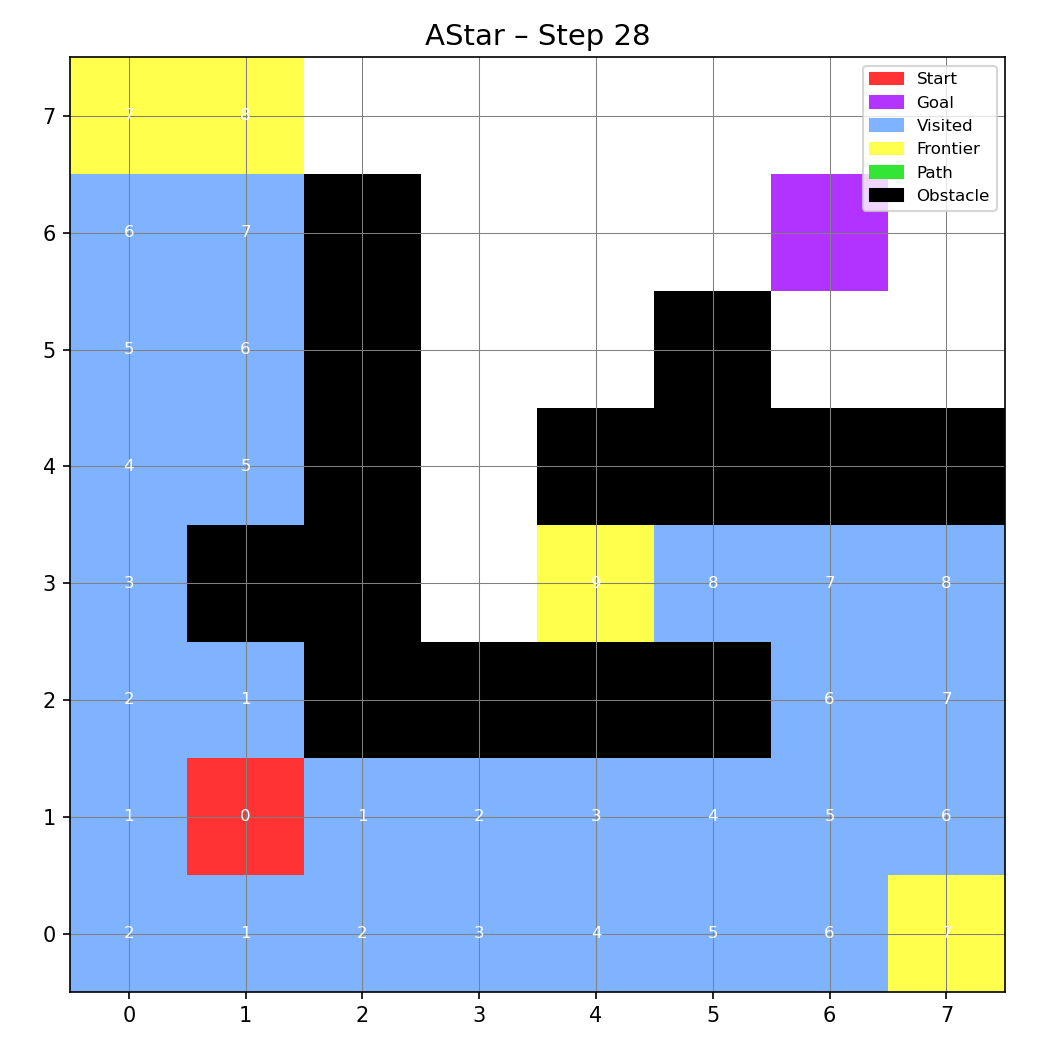 AStar – Step 28
Start
Goal
Visited
Frontier
Path
Obstacle
7 7 8
6 6 7
5 5 6
4 4 5
3 3 9 8 7 8
2 2 1 6 7
1 1 0 1 2 3 4 5 6
0 2 1 2 3 4 5 6 7
0 1 2 3 4 5 6 7